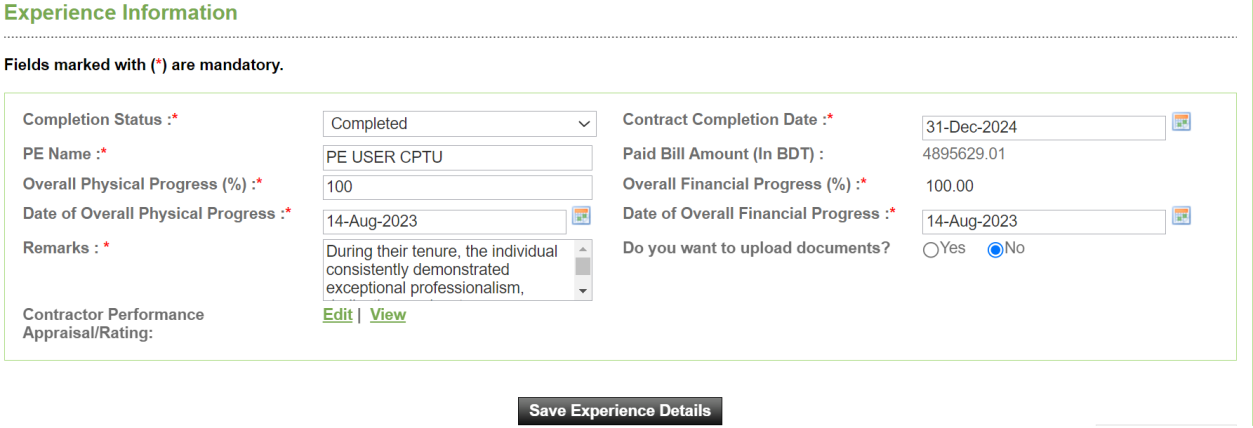 Experience Information
Fields marked with (*) are mandatory.
Completion Status :*
Completed
Contract Completion Date :*
31-Dec-2024
PE Name :*
PE USER CPTU
Paid Bill Amount (In BDT) :
4895629.01
Overall Physical Progress (%) :*
100
Overall Financial Progress (%) :*
100.00
Date of Overall Physical Progress :*
14-Aug-2023
Date of Overall Financial Progress :*
14-Aug-2023
Remarks : *
During their tenure, the individual
consistently demonstrated
exceptional professionalism,
Do you want to upload documents?
Yes No
Contractor Performance
Appraisal/Rating:
Edit | View
Save Experience Details